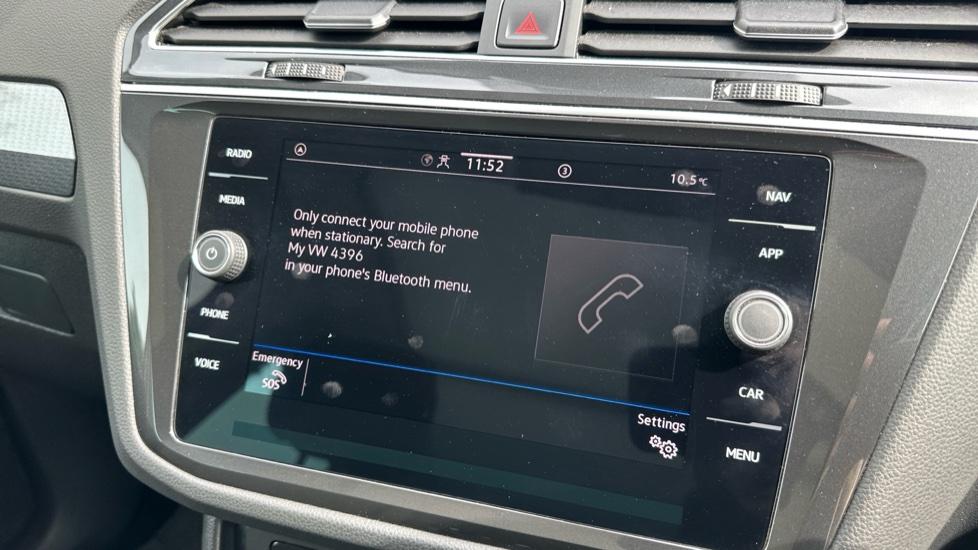 RADIO
MEDIA
PHONE
VOICE
11:52
3
10.5°C
Only connect your mobile phone
when stationary. Search for
My VW 4396
in your phone's Bluetooth menu.
Emergency
SOS
Settings
NAV
APP
CAR
MENU